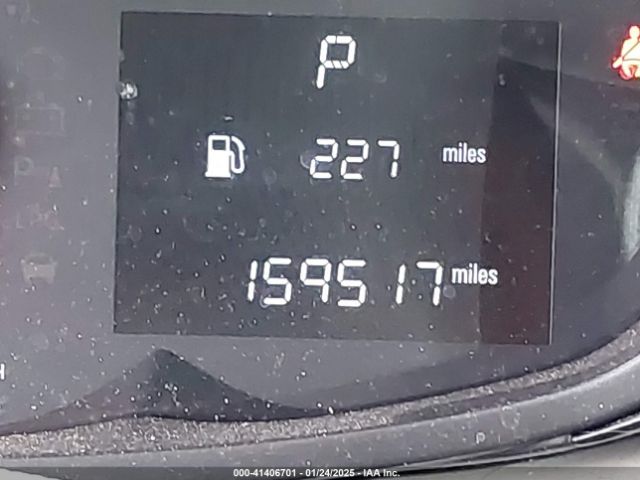 P
227 miles
159517 miles
H
000-41406701 - 01/24/2025 - IAA Inc.